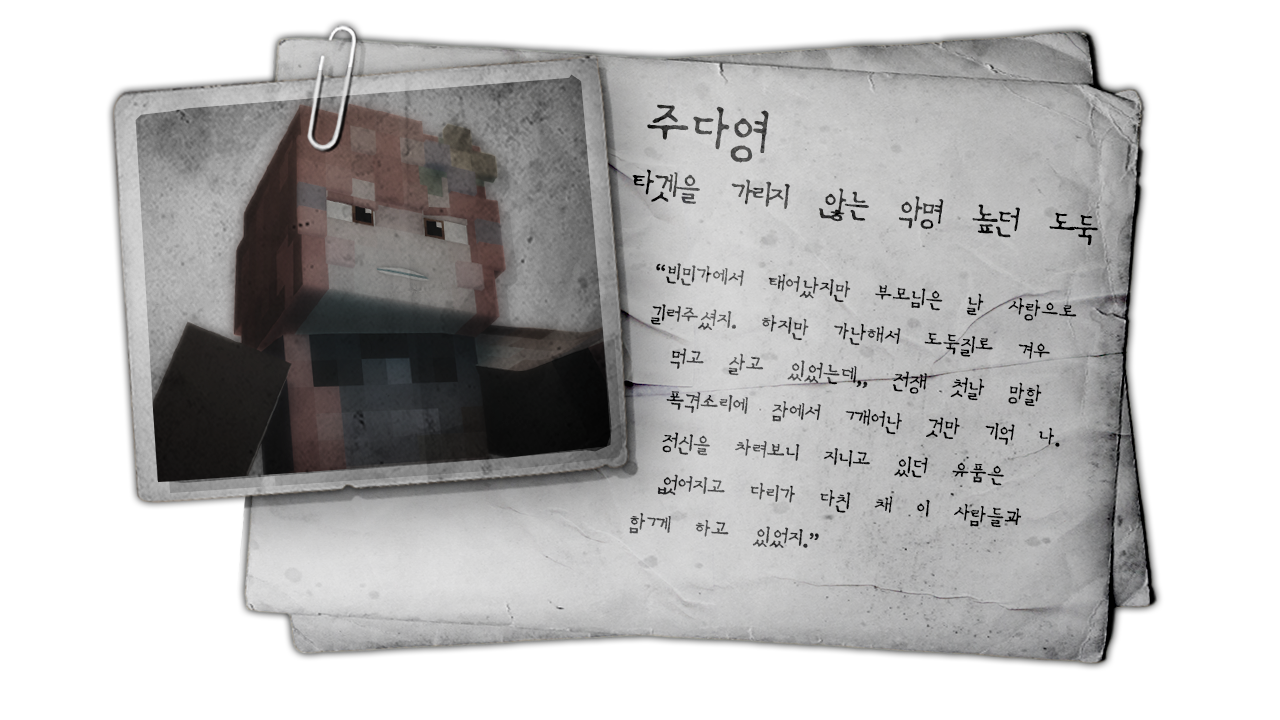 주다영
타겟을 가리지 않는 악명 높던 도둑
“빈민가에서 태어났지만 부모님은 날 사랑으로
길러주셨지. 하지만 가난해서 도둑질로 겨우
먹고 살고 있었는데„ 전쟁 첫날 망할
폭격소리에 잠에서 깨어난 것만 기억 나.
정신을 차려보니 지니고 있던 유품은
없어지고 다리가 다친 채 이 사람들과
함께 하고 있었지.”